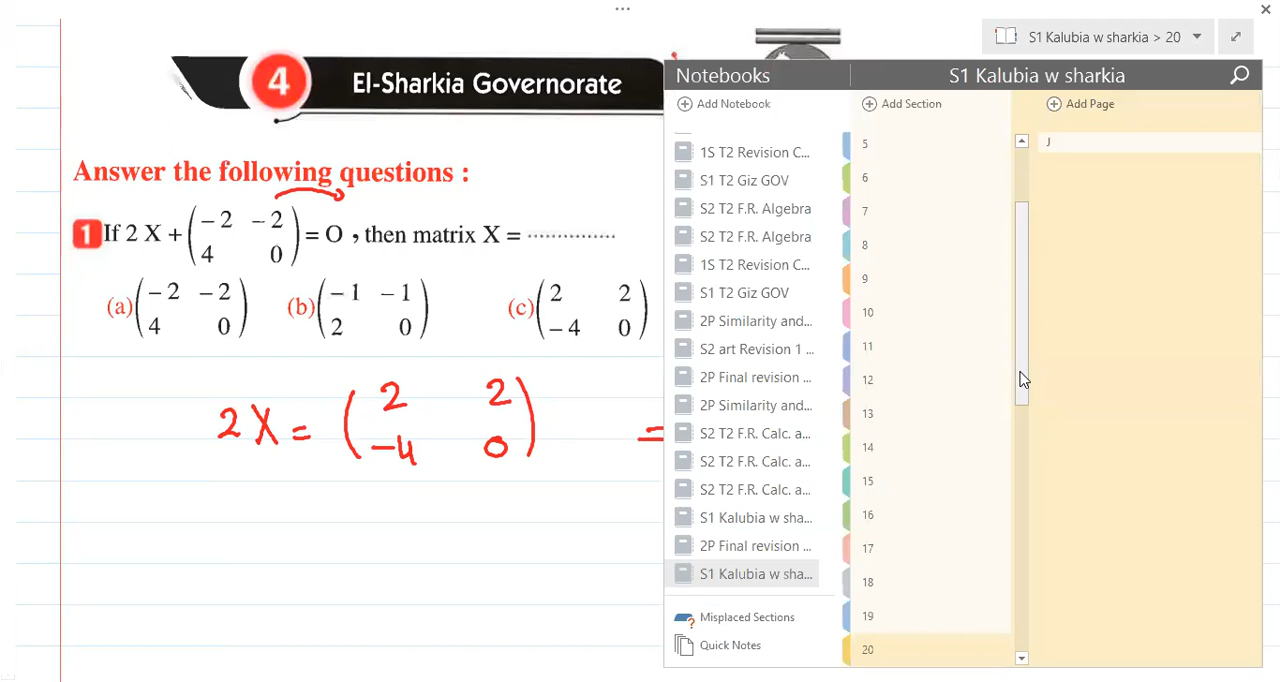 ...
S1 Kalubia w sharkia > 20
4 El-Sharkia Governorate
Answer the following questions :
1 If 2 X + ( −2 −2 4 0 ) = O , then matrix X = ...............
(a) ( −2 −2 4 0 ) (b) ( −1 −1 2 0 ) (c) ( 2 2 −4 0 )
2X = ( 2 2 −4 0 ) =
Notebooks
S1 Kalubia w sharkia
Add Notebook
Add Section
Add Page
1S T2 Revision C...
S1 T2 Giz GOV
S2 T2 F.R. Algebra
S2 T2 F.R. Algebra
1S T2 Revision C...
S1 T2 Giz GOV
2P Similarity and...
S2 art Revision 1 ...
2P Final revision ...
2P Similarity and...
S2 T2 F.R. Calc. a...
S2 T2 F.R. Calc. a...
S2 T2 F.R. Calc. a...
S1 Kalubia w sha...
2P Final revision ...
S1 Kalubia w sha...
Misplaced Sections
Quick Notes
5
6
7
8
9
10
11
12
13
14
15
16
17
18
19
20
J